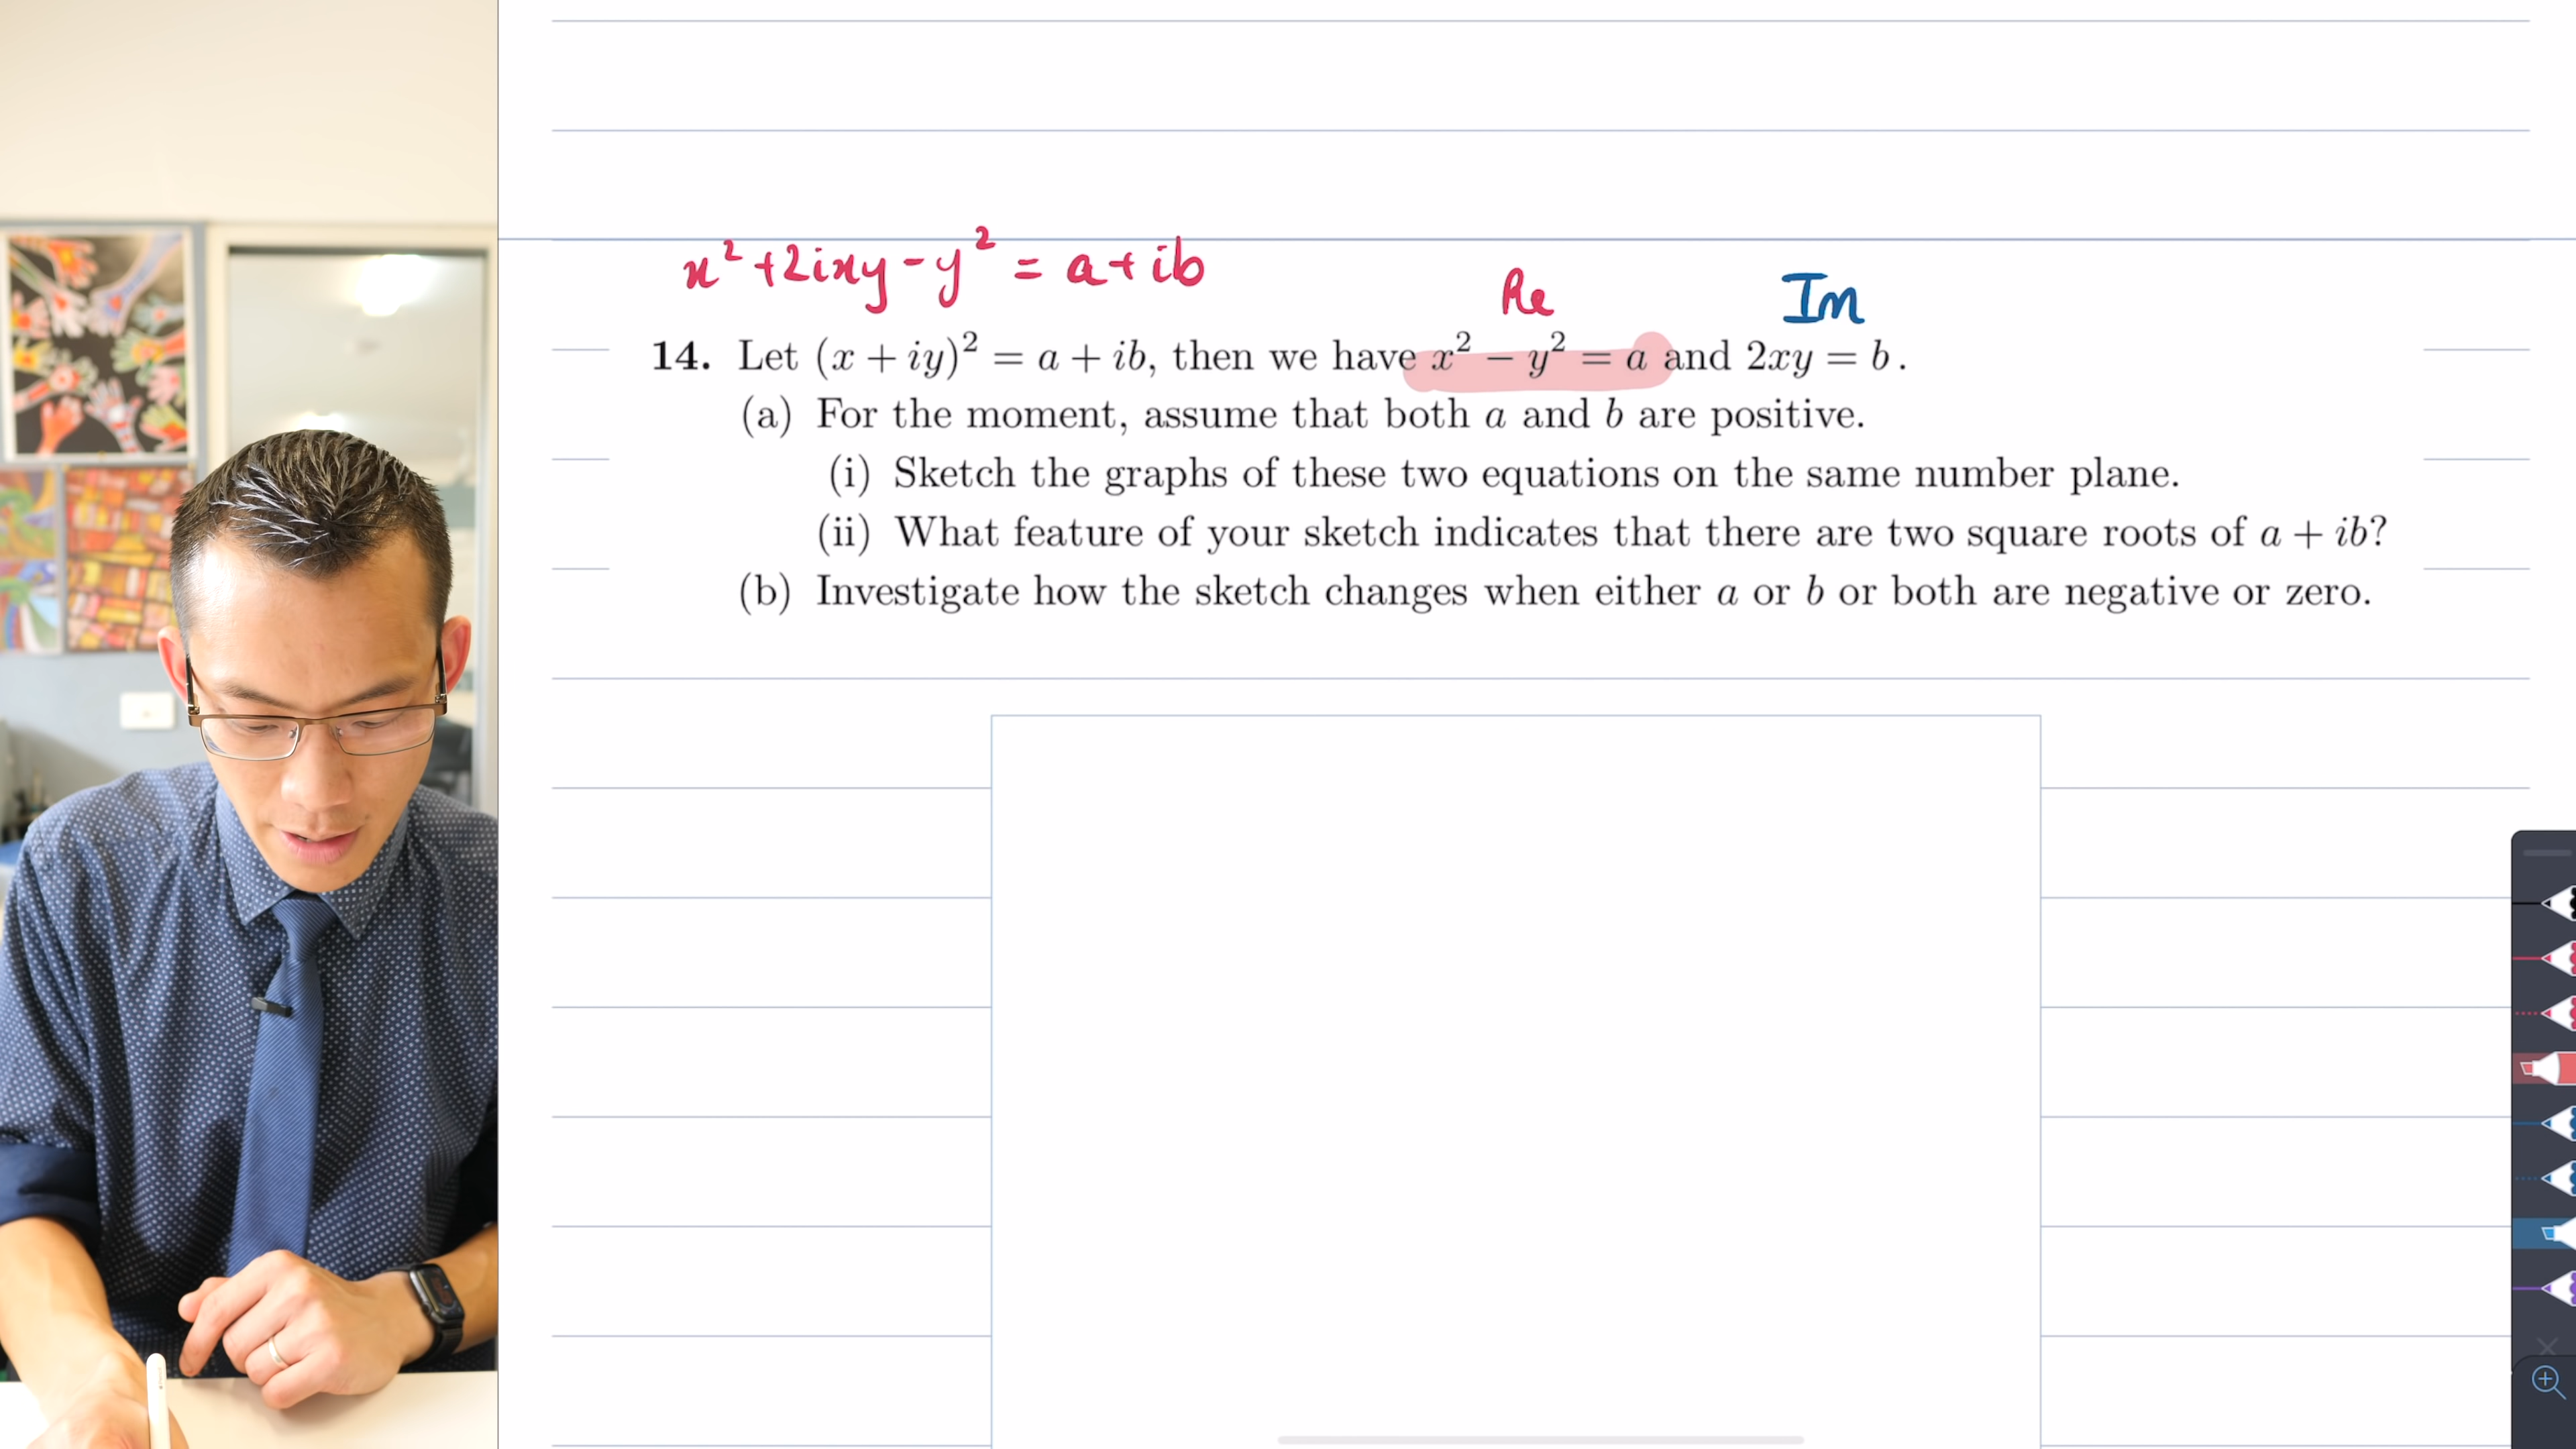 x² + 2ixy - y² = a + ib
Re Im
14. Let (x + iy)² = a + ib, then we have x² − y² = a and 2xy = b .
(a) For the moment, assume that both a and b are positive.
(i) Sketch the graphs of these two equations on the same number plane.
(ii) What feature of your sketch indicates that there are two square roots of a + ib?
(b) Investigate how the sketch changes when either a or b or both are negative or zero.